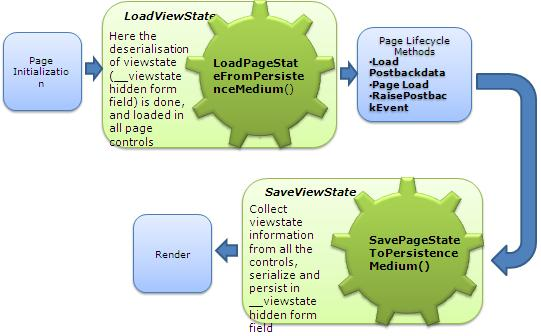 LoadViewState
Page
Initializatio
n
Here the
deserialisation
of viewstate
(__viewstate
hidden form
field) is done,
and loaded in
all page
controls
LoadPageStat
eFromPersiste
nceMedium()
Page Lifecycle
Methods
•Load
Postbackdata
•Page Load
•RaisePostbac
kEvent
SaveViewState
Collect
viewstate
information
from all the
controls,
serialize and
persist in
__viewstate
hidden form
field
SavePageState
ToPersistence
Medium()
Render